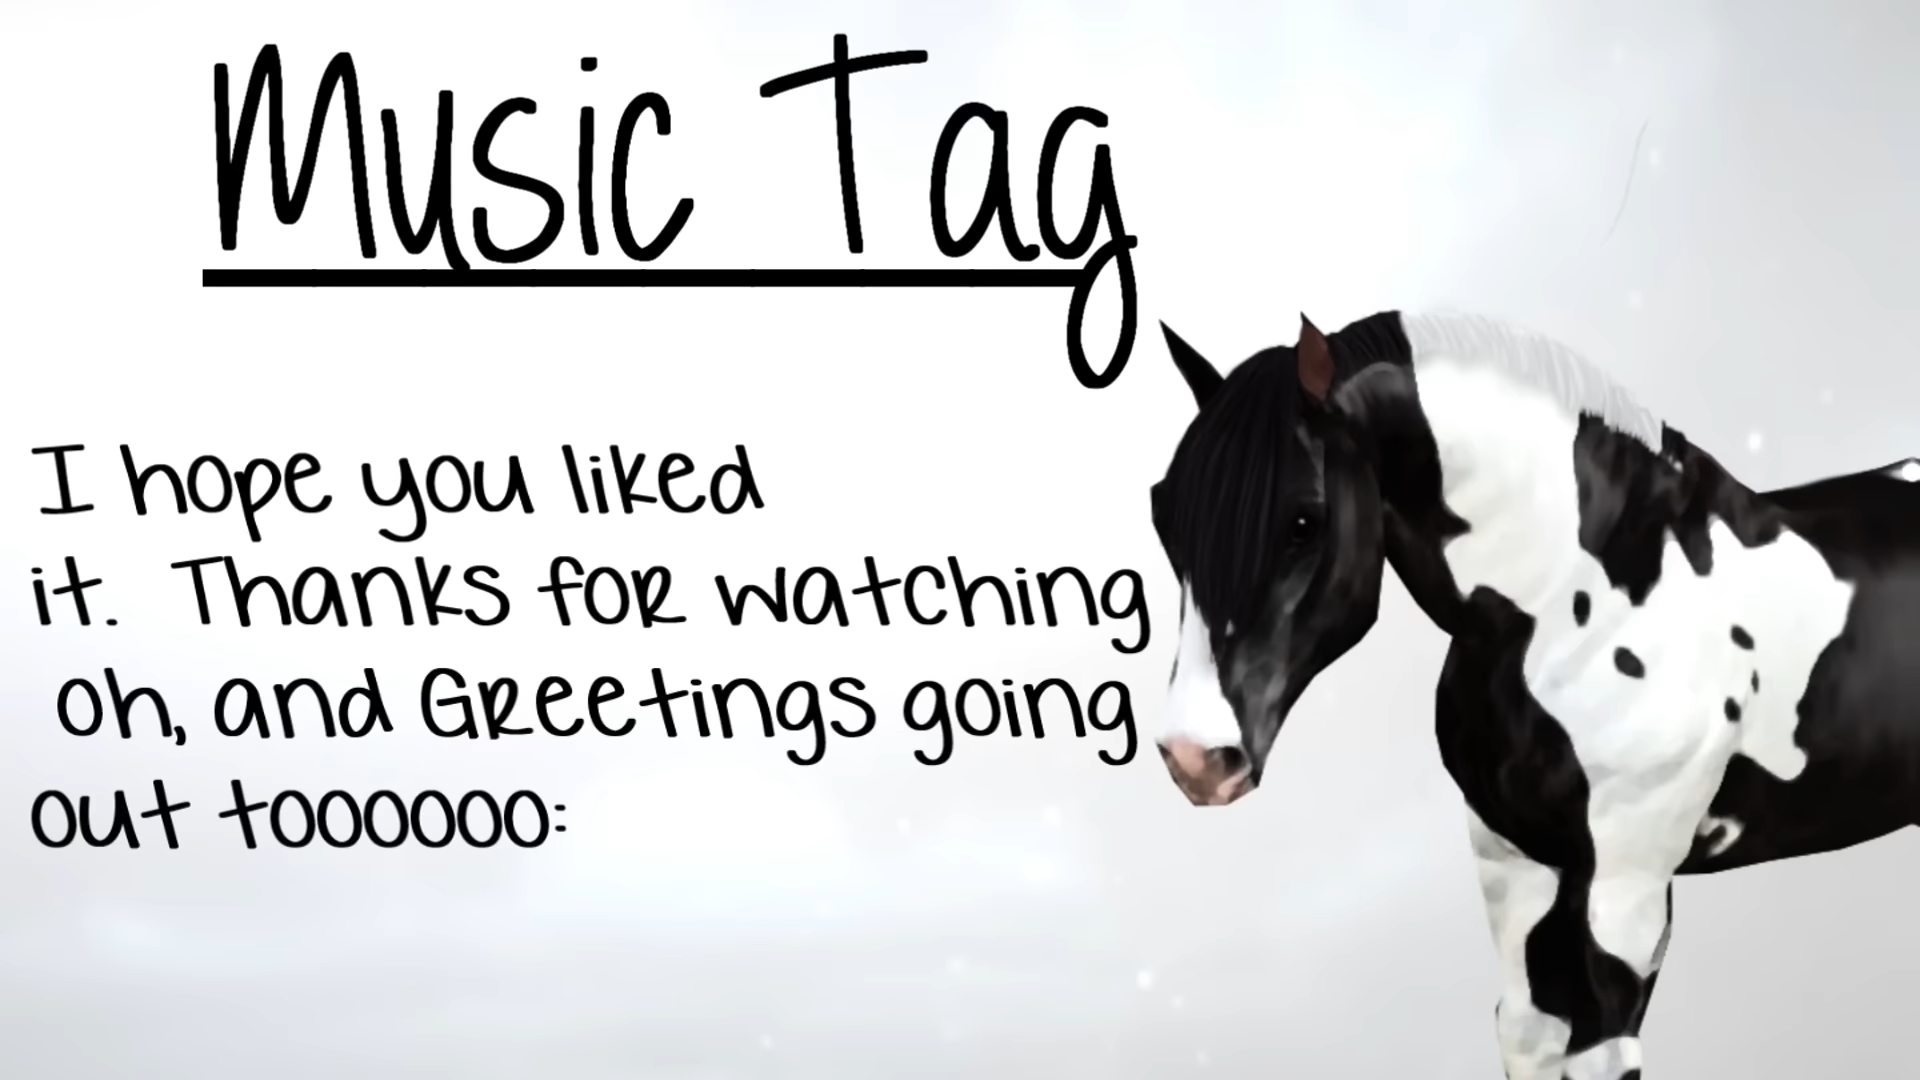 Music Tag
I hope you liked
it. Thanks for watching
oh, and Greetings going
out toooooo: